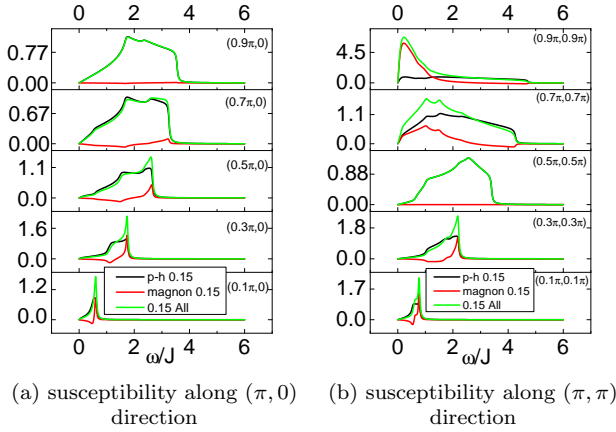 0 2 4 6
0.77
0.00
(0.9π,0)
0.67
0.00
(0.7π,0)
1.1
0.0
(0.5π,0)
1.6
0.0
(0.3π,0)
1.2
0.0
(0.1π,0)
p-h 0.15
magnon 0.15
0.15 All
0 2 4 6
ω/J
(a) susceptibility along (π, 0)
direction
0 2 4 6
4.5
0.0
(0.9π,0.9π)
1.1
0.0
(0.7π,0.7π)
0.88
0.00
(0.5π,0.5π)
1.8
0.0
(0.3π,0.3π)
1.7
0.0
(0.1π,0.1π)
p-h 0.15
magnon 0.15
0.15 All
0 2 4 6
ω/J
(b) susceptibility along (π, π)
direction